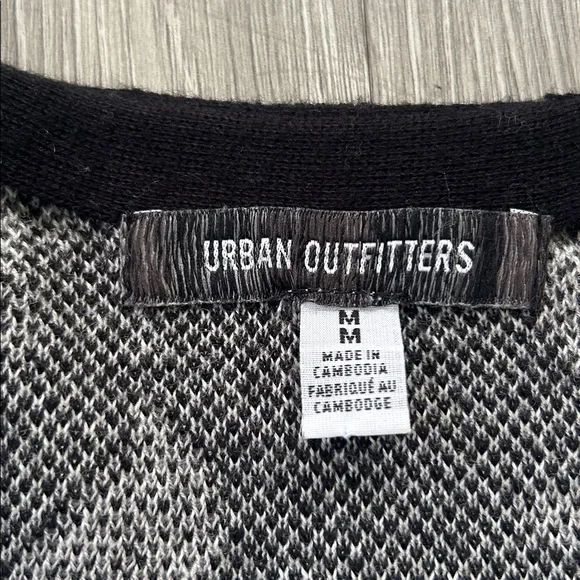 URBAN OUTFITTERS
M
M
MADE IN
CAMBODIA
FABRIQUÉ AU
CAMBODGE